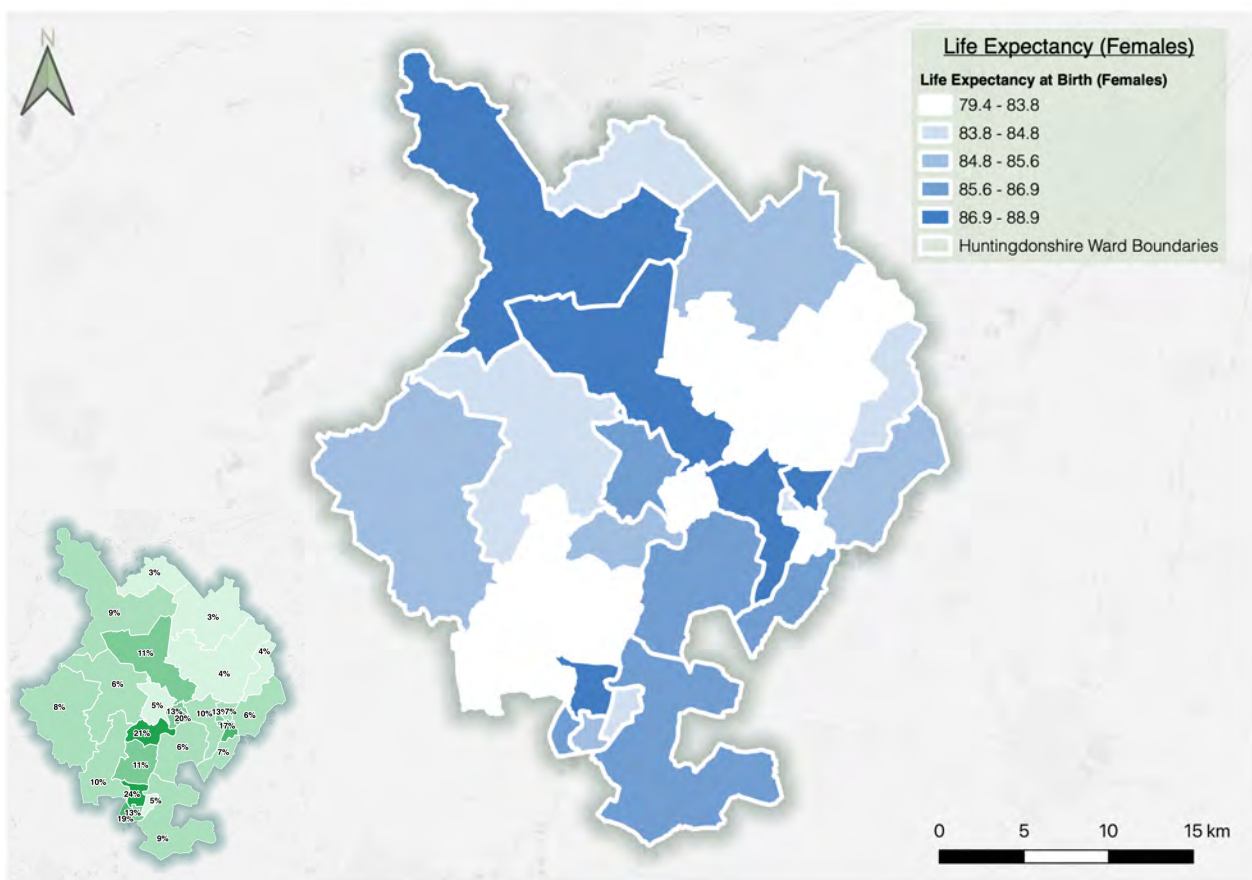 N
Life Expectancy (Females)
Life Expectancy at Birth (Females)
79.4 - 83.8
83.8 - 84.8
84.8 - 85.6
85.6 - 86.9
86.9 - 88.9
Huntingdonshire Ward Boundaries
3%
9%
3%
11%
4%
4%
6%
8%
5%
13%
20%
10%
13%
7%
6%
17%
21%
6%
7%
11%
10%
24%
5%
13%
19%
9%
0 5 10 15 km